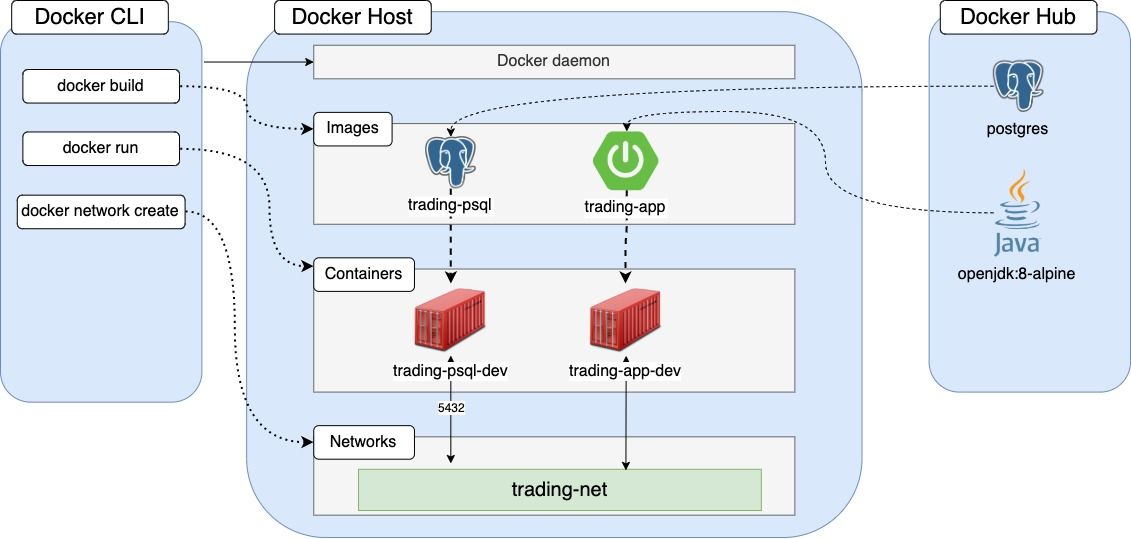 Docker CLI
docker build
docker run
docker network create
Docker Host
Docker daemon
Images
trading-psql
trading-app
Containers
trading-psql-dev
trading-app-dev
5432
Networks
trading-net
Docker Hub
postgres
Java
openjdk:8-alpine